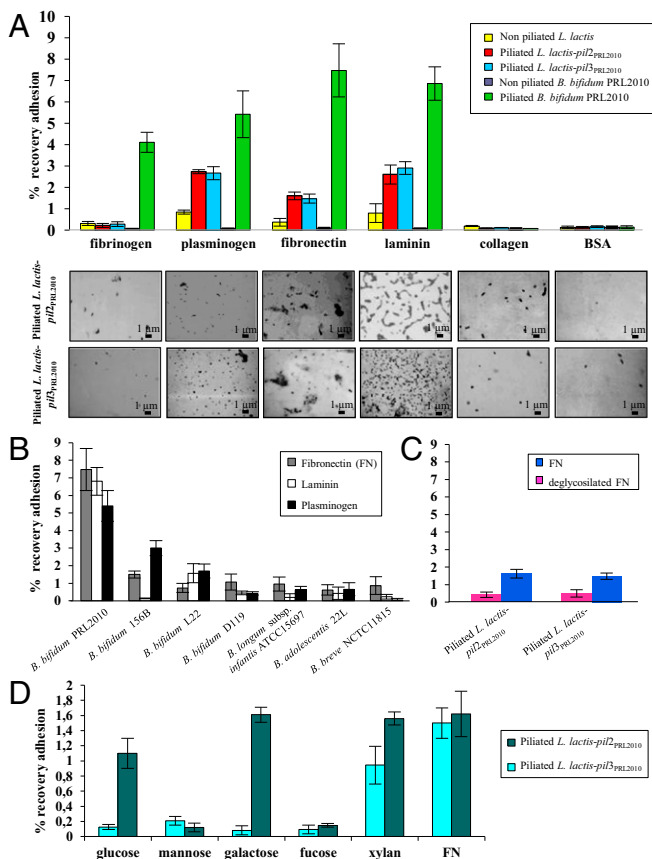 A
% recovery adhesion
10
9
8
7
6
5
4
3
2
1
0
Non piliated L. lactis
Piliated L. lactis-pil2PRL2010
Piliated L. lactis-pil3PRL2010
Non piliated B. bifidum PRL2010
Piliated B. bifidum PRL2010
fibrinogen plasminogen fibronectin laminin collagen BSA
Piliated L. lactis-
pil2PRL2010
1 µm 1 µm 1 µm 1 µm 1 µm 1 µm
Piliated L. lactis-
pil3PRL2010
1 µm 1 µm 1 µm 1 µm 1 µm 1 µm
B
% recovery adhesion
9
8
7
6
5
4
3
2
1
0
Fibronectin (FN)
Laminin
Plasminogen
B. bifidum PRL2010
B. bifidum 156B
B. bifidum L22
B. bifidum D119
B. longum subsp.
infantis ATCC15697
B. adolescentis 22L
B. breve NCTC11815
C
9
8
7
6
5
4
3
2
1
0
FN
deglycosilated FN
Piliated L. lactis-
pil2PRL2010
Piliated L. lactis-
pil3PRL2010
D
% recovery adhesion
2
1,8
1,6
1,4
1,2
1
0,8
0,6
0,4
0,2
0
Piliated L. lactis-pil2PRL2010
Piliated L. lactis-pil3PRL2010
glucose mannose galactose fucose xylan FN